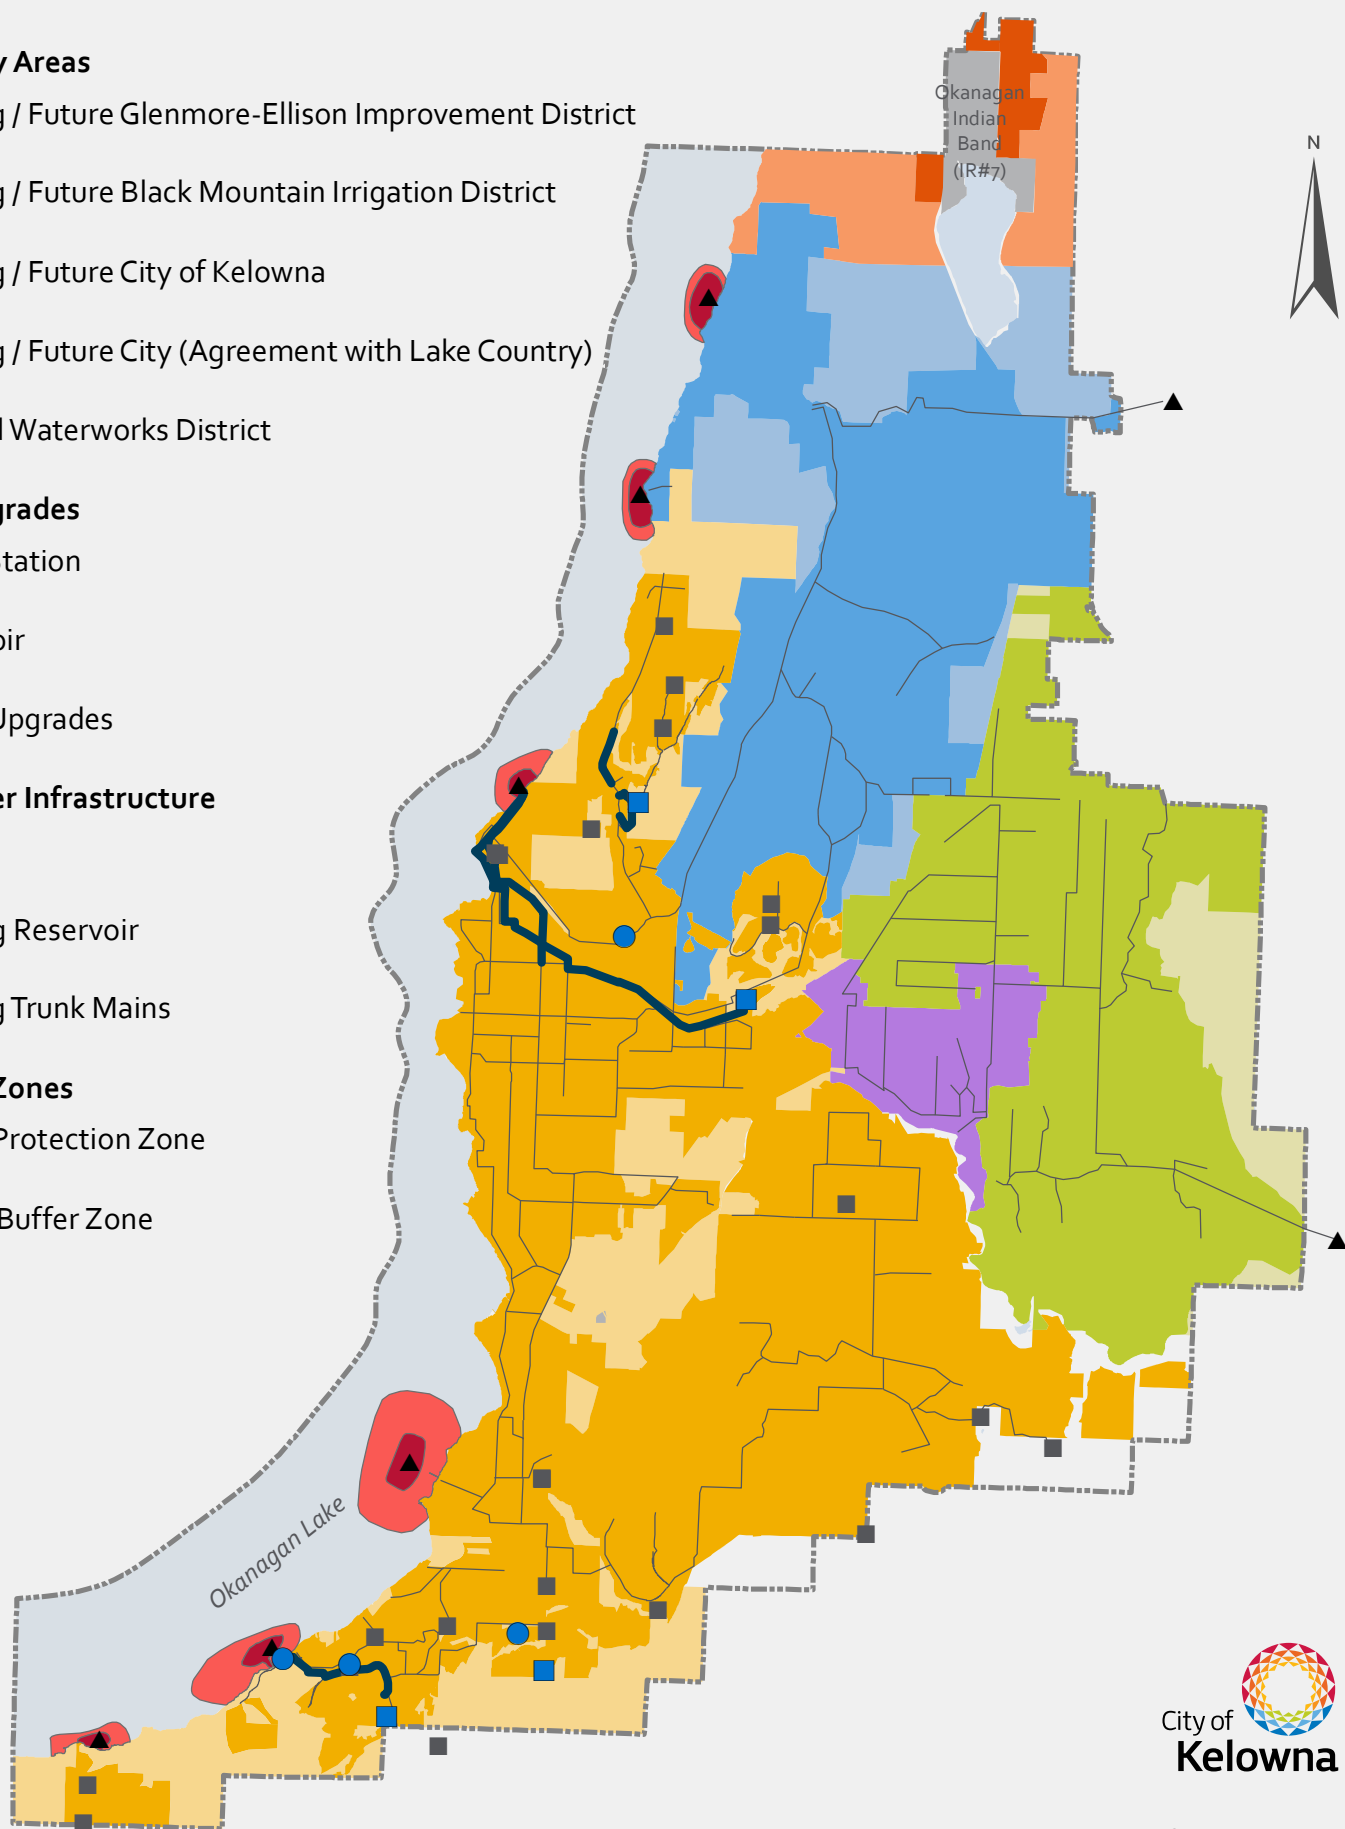 y Areas
g / Future Glenmore-Ellison Improvement District
g / Future Black Mountain Irrigation District
g / Future City of Kelowna
g / Future City (Agreement with Lake Country)
l Waterworks District
grades
Station
oir
Upgrades
er Infrastructure
g Reservoir
g Trunk Mains
Zones
Protection Zone
Buffer Zone
Okanagan
Indian
Band
(IR#7)
N
Okanagan Lake
City of
Kelowna